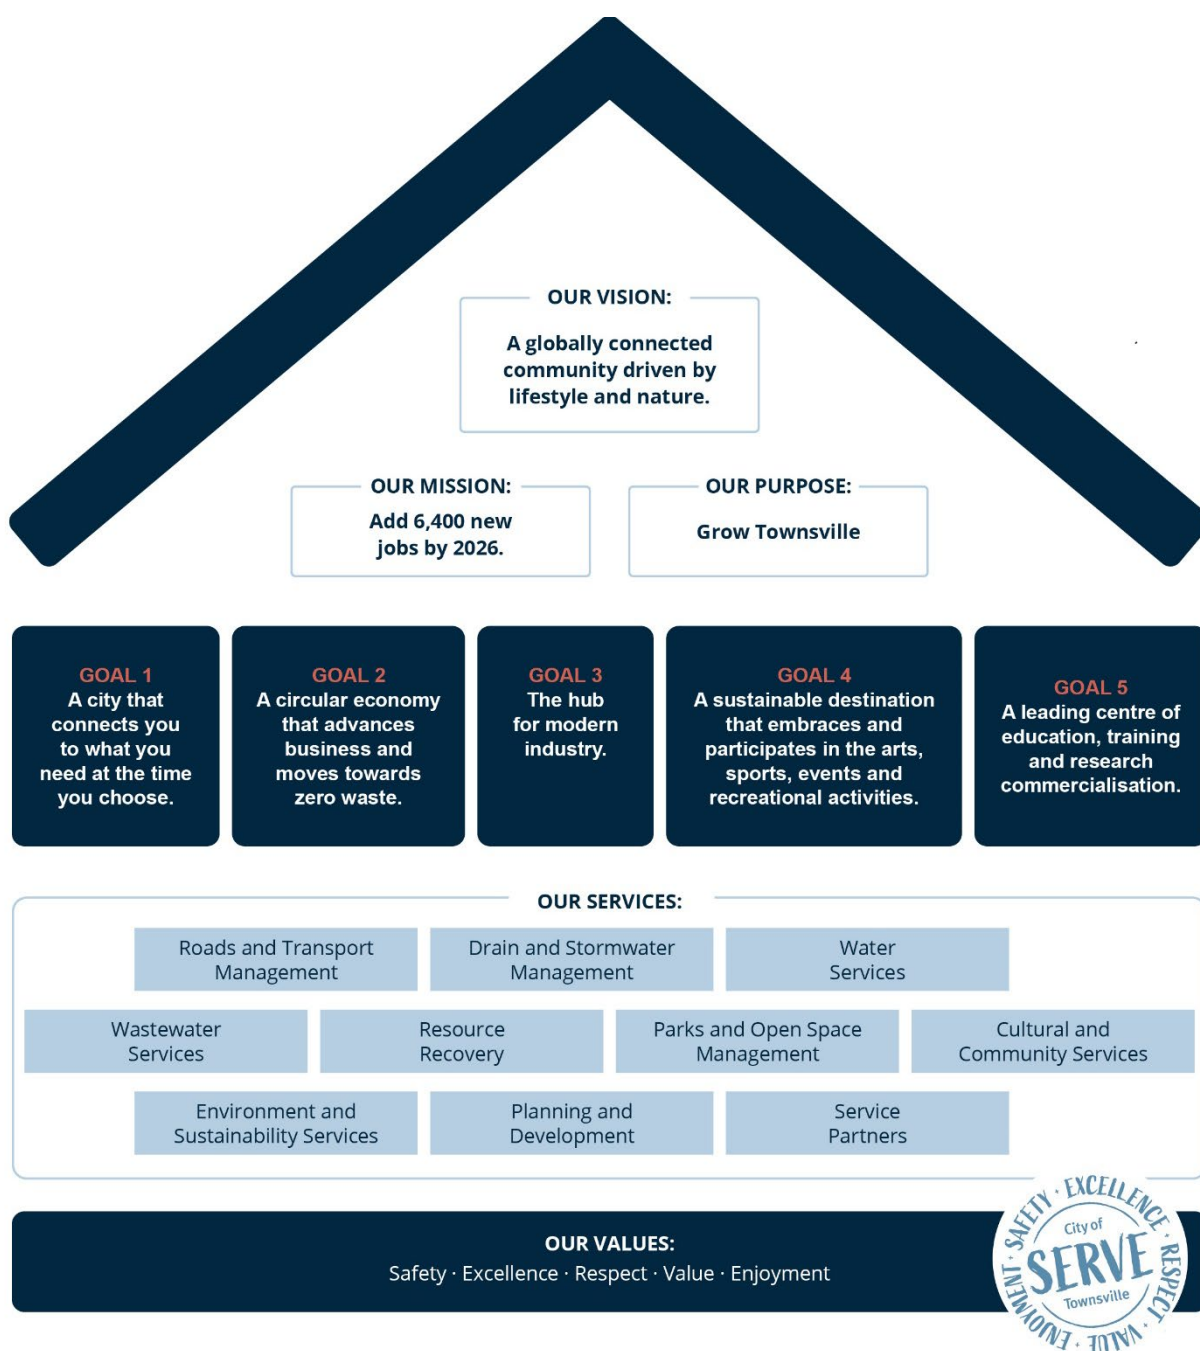 OUR VISION:
A globally connected
community driven by
lifestyle and nature.
OUR MISSION:
Add 6,400 new
jobs by 2026.
OUR PURPOSE:
Grow Townsville
GOAL 1
A city that
connects you
to what you
need at the time
you choose.
GOAL 2
A circular economy
that advances
business and
moves towards
zero waste.
GOAL 3
The hub
for modern
industry.
GOAL 4
A sustainable destination
that embraces and
participates in the arts,
sports, events and
recreational activities.
GOAL 5
A leading centre of
education, training
and research
commercialisation.
OUR SERVICES:
Roads and Transport
Management
Drain and Stormwater
Management
Water
Services
Wastewater
Services
Resource
Recovery
Parks and Open Space
Management
Cultural and
Community Services
Environment and
Sustainability Services
Planning and
Development
Service
Partners
OUR VALUES:
Safety · Excellence · Respect · Value · Enjoyment
SAFETY · EXCELLENCE · RESPECT · VALUE · ENJOYMENT ·
City of
SERVE
Townsville